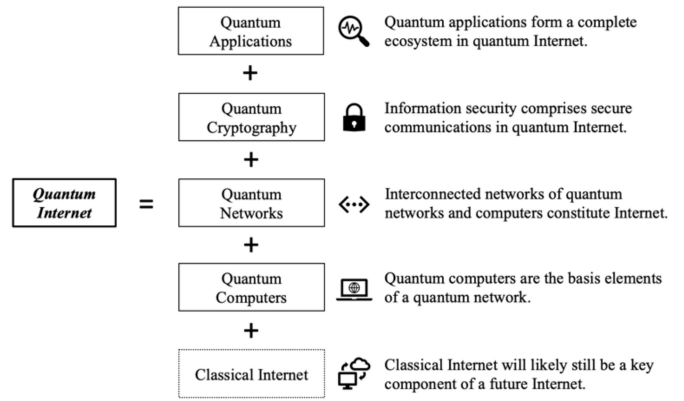 Quantum
Applications
Quantum applications form a complete
ecosystem in quantum Internet.
+
Quantum
Cryptography
Information security comprises secure
communications in quantum Internet.
+
Quantum
Internet
=
Quantum
Networks
Interconnected networks of quantum
networks and computers constitute Internet.
+
Quantum
Computers
Quantum computers are the basis elements
of a quantum network.
+
Classical Internet
Classical Internet will likely still be a key
component of a future Internet.